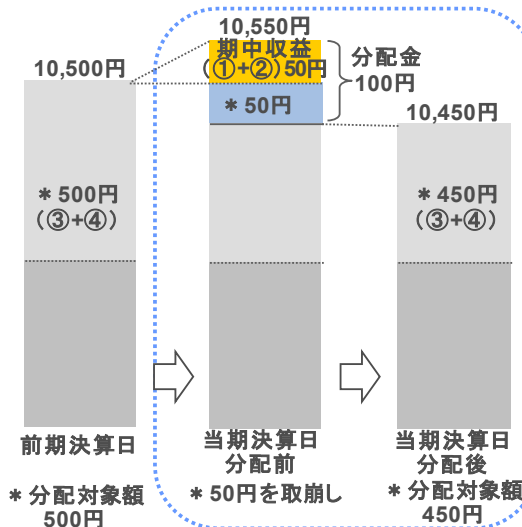 10,550円
期中収益
(①+②)50円
分配金
100円
10,500円
＊50円
10,450円
＊500円
(③+④)
＊450円
(③+④)
前期決算日
当期決算日
分配前
当期決算日
分配後
＊分配対象額
500円
＊50円を取崩し
＊分配対象額
450円